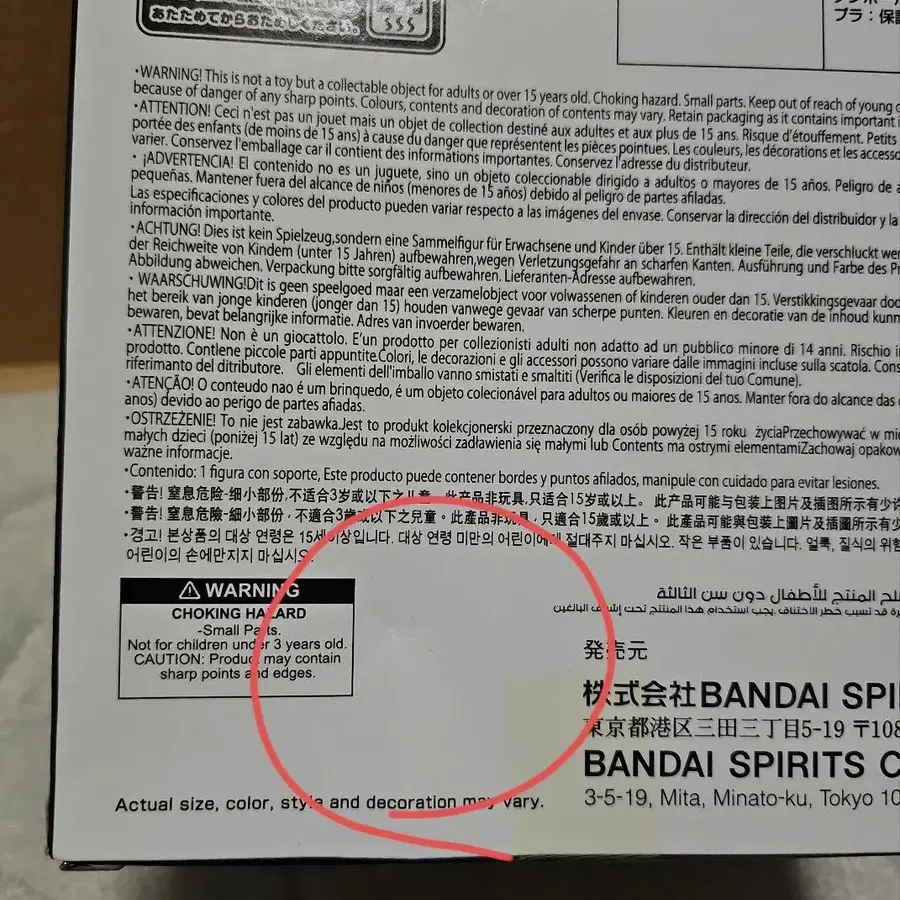 あたためてからおためしください。
プラ：保
•WARNING! This is not a toy but a collectable object for adults or over 15 years old. Choking hazard. Small parts. Keep out of reach of young
because of danger of any sharp points. Colours, contents and decoration of contents may vary. Retain packaging as it contains important
•ATTENTION! Ceci n'est pas un jouet mais un objet de collection destiné aux adultes et aux plus de 15 ans. Risque d'étouffement. Petits
portée des enfants (de moins de 15 ans) à cause du danger que représentent les pièces pointues. Les couleurs, les décorations et les
varier. Conservez l'emballage car il contient des informations importantes. Conservez l'adresse du distributeur.
• ¡ADVERTENCIA! El contenido no es un juguete, sino un objeto coleccionable dirigido a adultos o mayores de 15 años. Peligro de
pequeñas. Mantener fuera del alcance de niños (menores de 15 años) debido al peligro de partes afiladas.
Las especificaciones y colores del producto pueden variar respecto a las imágenes del envase. Conservar la dirección del distribuidor y la
información importante.
•ACHTUNG! Dies ist kein Spielzeug,sondern eine Sammelfigur für Erwachsene und Kinder über 15. Enthält kleine Teile, die verschluckt
der Reichweite von Kindern (unter 15 Jahren) aufbewahren,wegen Verletzungsgefahr an scharfen Kanten. Ausführung und Farbe des
Abbildung abweichen. Verpackung bitte sorgfältig aufbewahren. Lieferanten-Adresse aufbewahren.
• WAARSCHUWING!Dit is geen speelgoed maar een verzamelobject voor volwassenen of kinderen ouder dan 15. Verstikkingsgevaar
het bereik van jonge kinderen (jonger dan 15) houden vanwege gevaar van scherpe punten. Kleuren en decoratie van de inhoud
bewaren, bevat belangrijke informatie. Adres van invoerder bewaren.
•ATTENZIONE! Non è un giocattolo. E'un prodotto per collezionisti adulti non adatto ad un pubblico minore di 14 anni. Rischio
prodotto. Contlene piccole parti appuntite.Colori, le decorazioni e gli accessori possono variare dalle immagini incluse sulla scatola.
riferimanto del ditributore. Gli elementi dell'imballo vanno smistati e smaltiti (Verifica le disposizioni del tuo Comune).
•ATENÇÃO! O conteudo nao é um brinquedo, é um objeto colecionável para adultos ou maiores de 15 anos. Manter fora do alcance das
anos) devido ao perigo de partes afiadas.
•OSTRZEŻENIE! To nie jest zabawka.Jest to produkt kolekcjonerski przeznaczony dla osób powyżej 15 roku życiaPrzechowywać w
małych dzieci (poniżej 15 lat) ze względu na możliwości zadławienia się małymi lub Contents ma ostrymi elementamiZachowaj
ważne informacje.
•Contenido: 1 figura con soporte, Este producto puede contener bordes y puntos afilados, manipule con cuidado para evitar lesiones.
•警告! 窒息危险-细小部份,不适合3岁或以下之儿童。此产品非玩具,只适合15岁或以上。 此产品可能与包装上图片及插图所示有少
•警告! 窒息危險-細小部份，不適合3歲或以下之兒童。此產品非玩具，只適合15歲或以上。此產品可能與包裝上圖片及插圖所示有少
•경고! 본상품의 대상 연령은 15세이상입니다. 대상 연령 미만의 어린이에게 절대주지 마십시오. 작은 부품이 있습니다. 얼룩, 질식의
어린이의 손에만지지 마십시오.
المنتج للأطفال دون سن الثالثة
قد تسبب خطر الاختناق .يجب استخدام هذا المنتج تحت إشراف البالغين
⚠ WARNING
CHOKING HAZARD
-Small Parts.
Not for children under 3 years old.
CAUTION: Product may contain
sharp points and edges.
発売元
株式会社BANDAI
東京都港区三田三丁目5-19 〒108
BANDAI SPIRITS
3-5-19, Mita, Minato-ku, Tokyo
Actual size, color, style and decoration may vary.